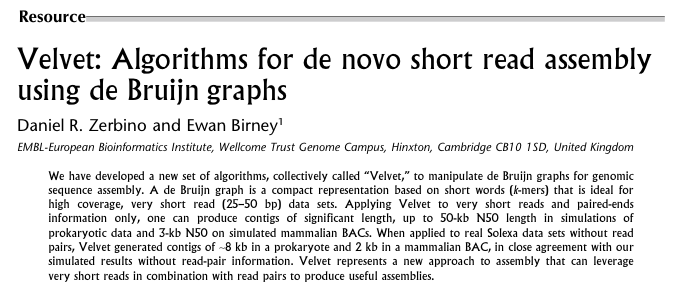 Resource
Velvet: Algorithms for de novo short read assembly
using de Bruijn graphs
Daniel R. Zerbino and Ewan Birney1
EMBL-European Bioinformatics Institute, Wellcome Trust Genome Campus, Hinxton, Cambridge CB10 1SD, United Kingdom
We have developed a new set of algorithms, collectively called “Velvet,” to manipulate de Bruijn graphs for genomic
sequence assembly. A de Bruijn graph is a compact representation based on short words (k-mers) that is ideal for
high coverage, very short read (25–50 bp) data sets. Applying Velvet to very short reads and paired-ends
information only, one can produce contigs of significant length, up to 50-kb N50 length in simulations of
prokaryotic data and 3-kb N50 on simulated mammalian BACs. When applied to real Solexa data sets without read
pairs, Velvet generated contigs of ~8 kb in a prokaryote and 2 kb in a mammalian BAC, in close agreement with our
simulated results without read-pair information. Velvet represents a new approach to assembly that can leverage
very short reads in combination with read pairs to produce useful assemblies.